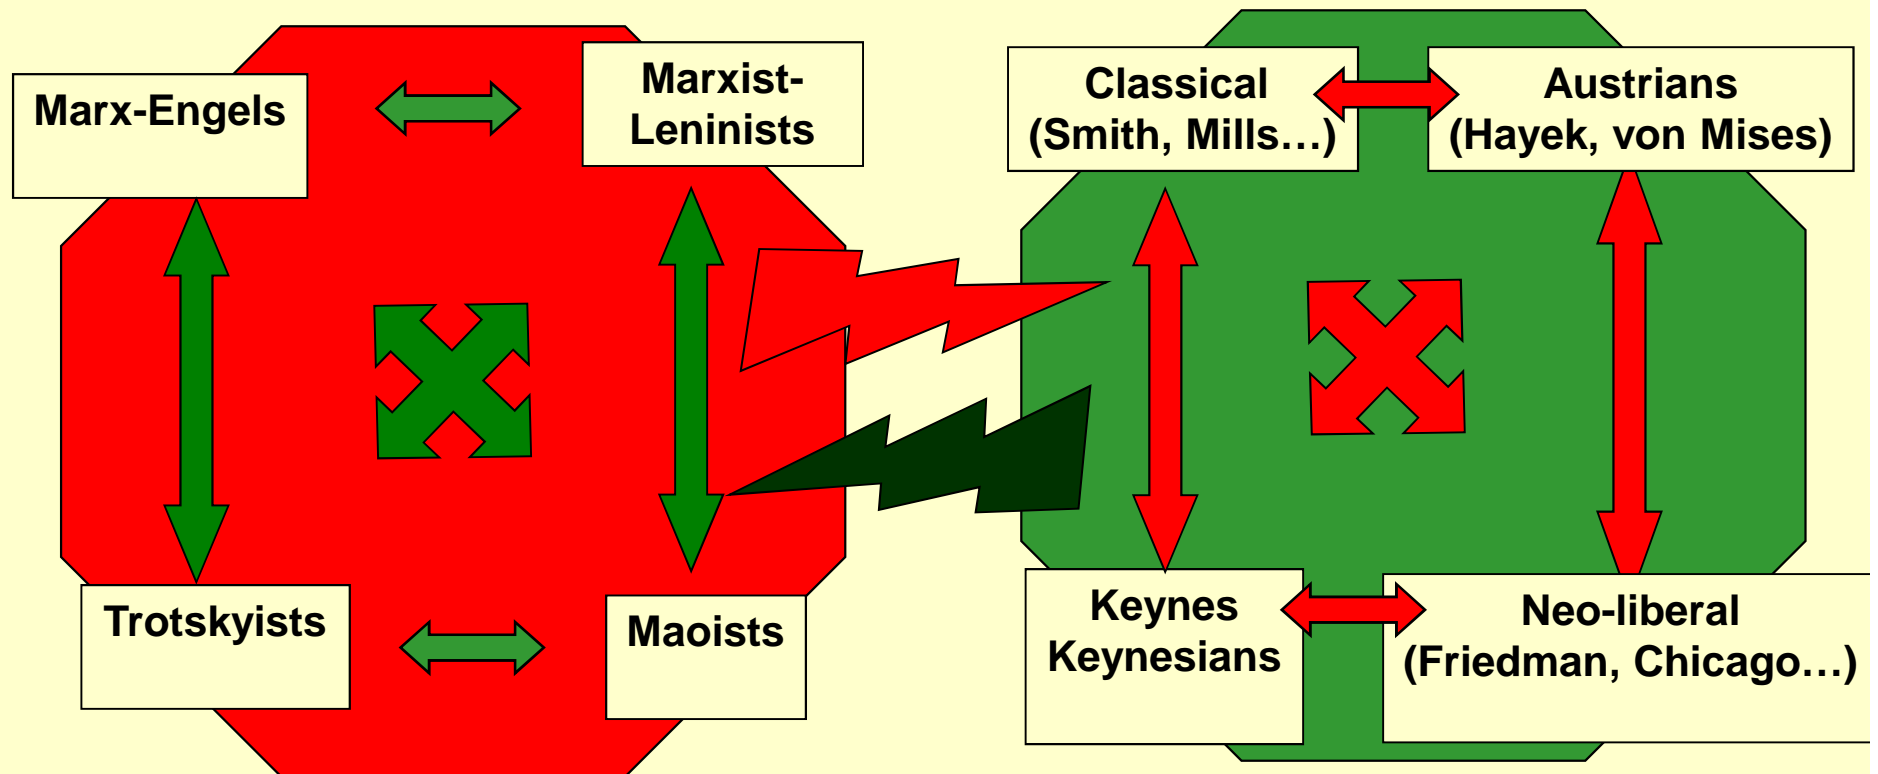 Marx-Engels
Marxist-
Leninists
Trotskyists
Maoists
Classical
(Smith, Mills…)
Austrians
(Hayek, von Mises)
Keynes
Keynesians
Neo-liberal
(Friedman, Chicago…)